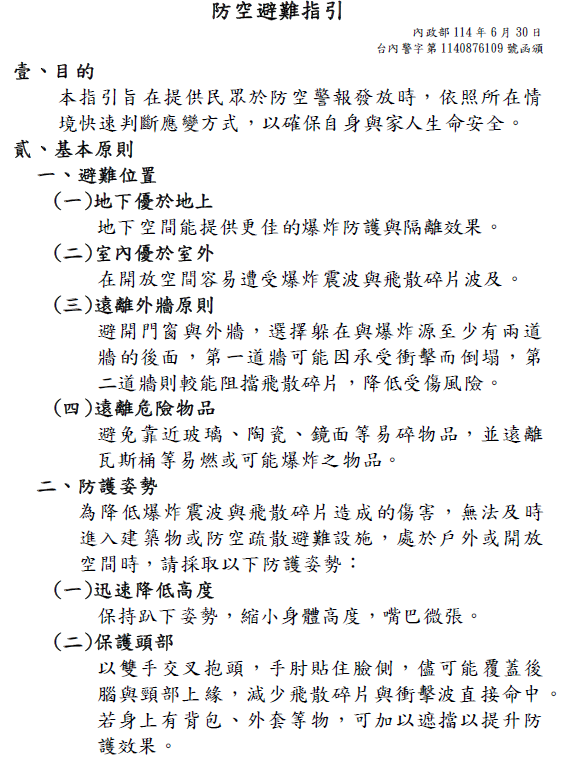 防空避難指引
內政部 114 年 6 月 30 日
台內警字第 1140876109 號函頒
壹、目的
本指引旨在提供民眾於防空警報發放時，依照所在情
境快速判斷應變方式，以確保自身與家人生命安全。
貳、基本原則
一、避難位置
(一)地下優於地上
地下空間能提供更佳的爆炸防護與隔離效果。
(二)室內優於室外
在開放空間容易遭受爆炸震波與飛散碎片波及。
(三)遠離外牆原則
避開門窗與外牆，選擇躲在與爆炸源至少有兩道
牆的後面，第一道牆可能因承受衝擊而倒塌，第
二道牆則較能阻擋飛散碎片，降低受傷風險。
(四)遠離危險物品
避免靠近玻璃、陶瓷、鏡面等易碎物品，並遠離
瓦斯桶等易燃或可能爆炸之物品。
二、防護姿勢
為降低爆炸震波與飛散碎片造成的傷害，無法及時
進入建築物或防空疏散避難設施，處於戶外或開放
空間時，請採取以下防護姿勢：
(一)迅速降低高度
保持趴下姿勢，縮小身體高度，嘴巴微張。
(二)保護頭部
以雙手交叉抱頭，手肘貼住臉側，儘可能覆蓋後
腦與頸部上緣，減少飛散碎片與衝擊波直接命中。
若身上有背包、外套等物，可加以遮擋以提升防
護效果。